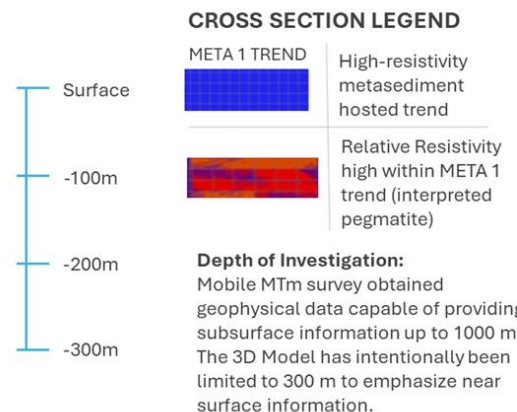 CROSS SECTION LEGEND
META 1 TREND
High-resistivity
metasediment
hosted trend
Relative Resistivity
high within META 1
trend (interpreted
pegmatite)
Surface
-100m
-200m
-300m
Depth of Investigation:
Mobile MTm survey obtained
geophysical data capable of providing
subsurface information up to 1000 m
The 3D Model has intentionally been
limited to 300 m to emphasize near
surface information.